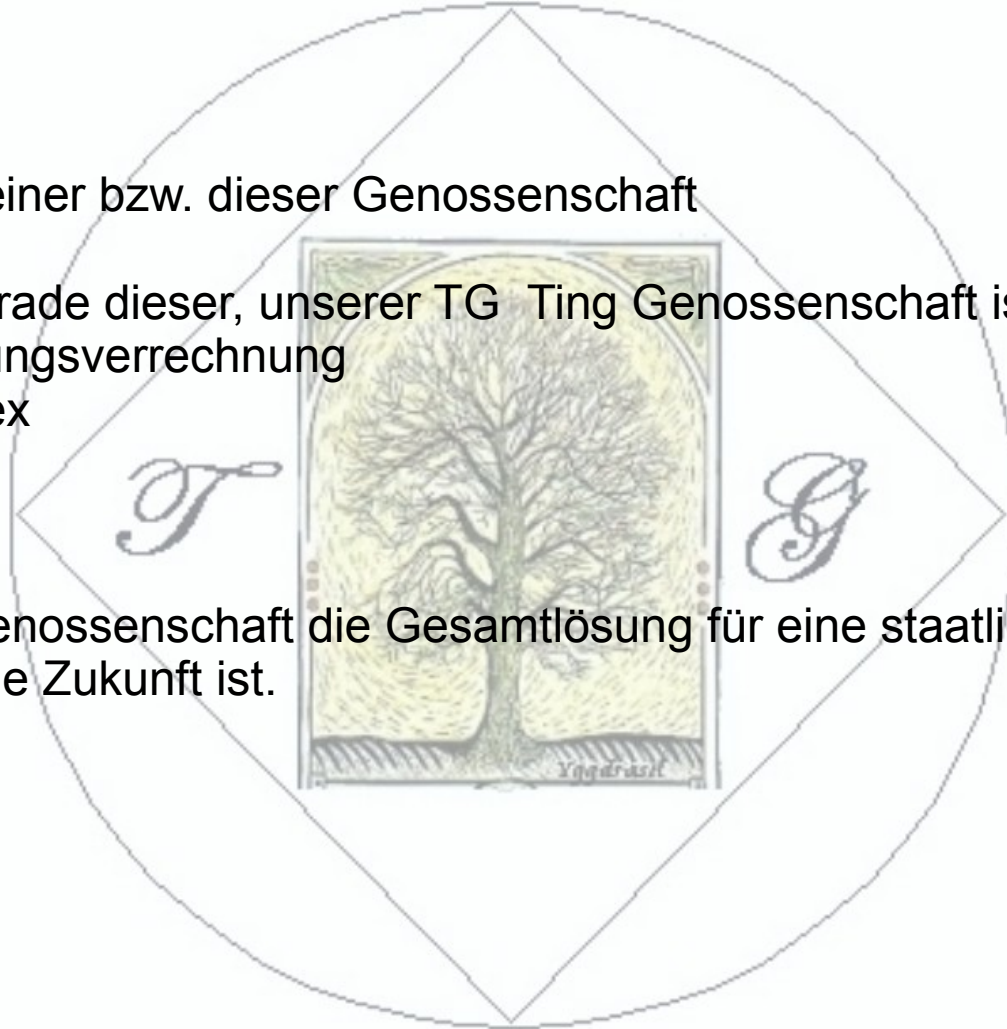 einer bzw. dieser Genossenschaft
rade dieser, unserer TG Ting Genossenschaft is
ungsverrechnung
ex
T G
enossenschaft die Gesamtlösung für eine staatli
e Zukunft ist.
Yggdrasil